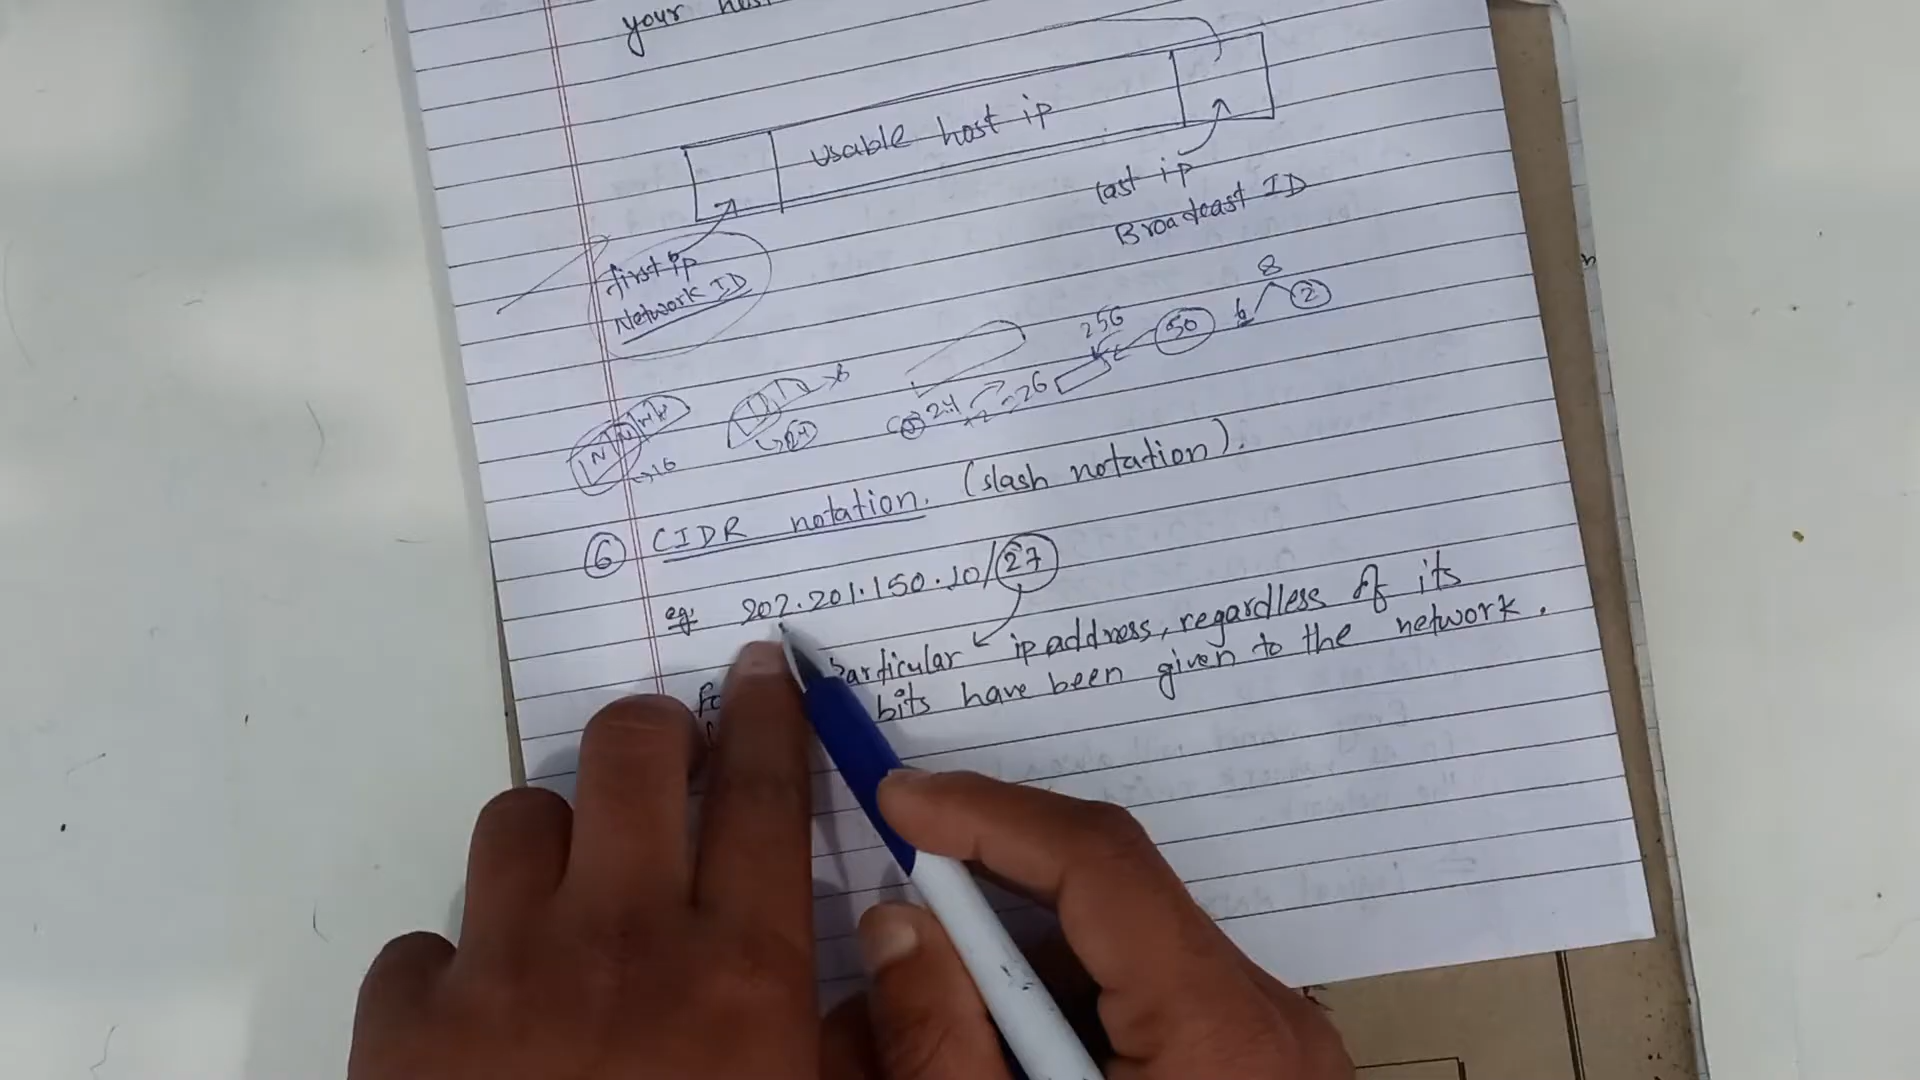 your
usable host ip
last ip
Broadcast ID
first ip
Network ID
8
6 2
256 50
24 26
→16
⑥ CIDR notation. (slash notation).
eg: 202.201.150.10/27
particular ip address, regardless of its
bits have been given to the network.